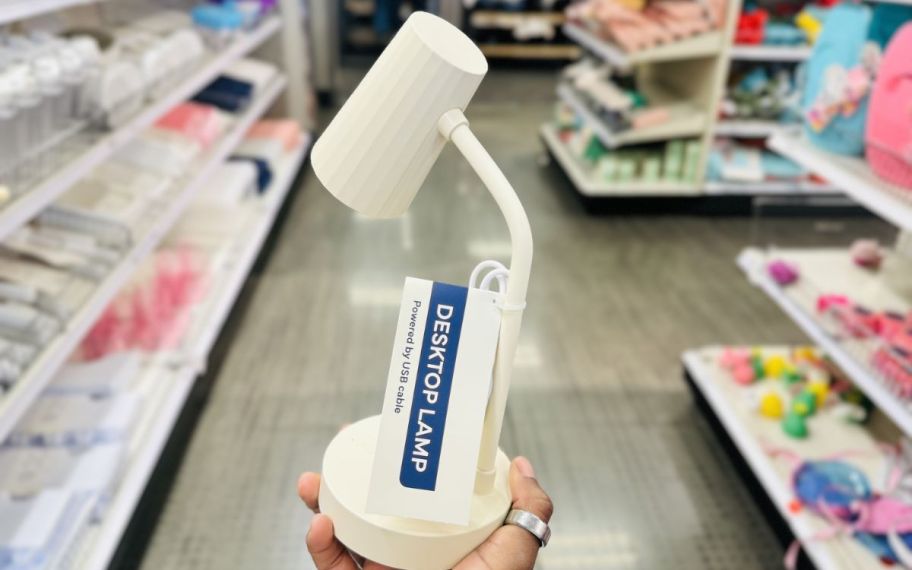 DESKTOP LAMP
Powered by USB cable